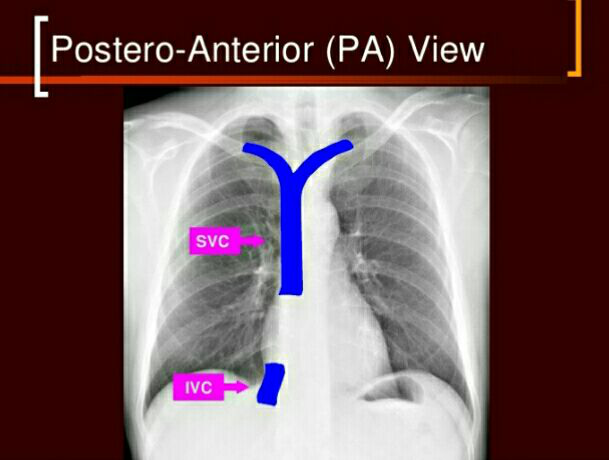 Postero-Anterior (PA) View
SVC
IVC